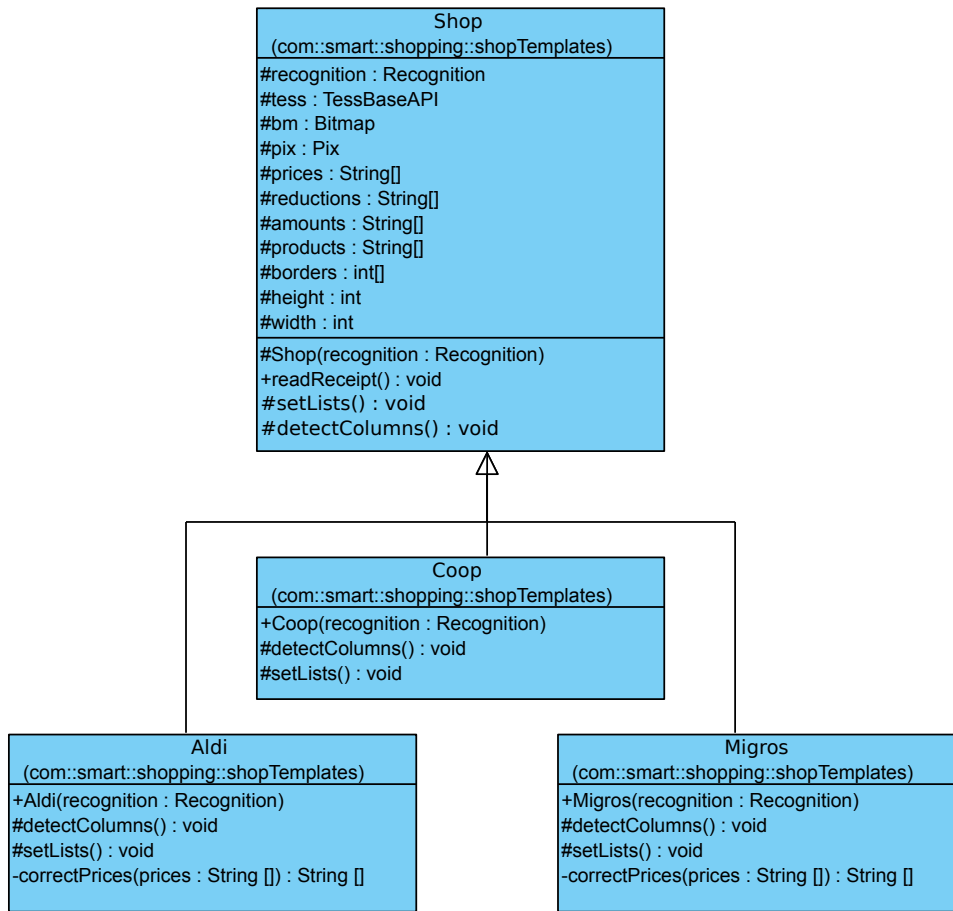 Shop
(com::smart::shopping::shopTemplates)
#recognition : Recognition
#tess : TessBaseAPI
#bm : Bitmap
#pix : Pix
#prices : String[]
#reductions : String[]
#amounts : String[]
#products : String[]
#borders : int[]
#height : int
#width : int
#Shop(recognition : Recognition)
+readReceipt() : void
#setLists() : void
#detectColumns() : void
Coop
(com::smart::shopping::shopTemplates)
+Coop(recognition : Recognition)
#detectColumns() : void
#setLists() : void
Aldi
(com::smart::shopping::shopTemplates)
+Aldi(recognition : Recognition)
#detectColumns() : void
#setLists() : void
-correctPrices(prices : String []) : String []
Migros
(com::smart::shopping::shopTemplates)
+Migros(recognition : Recognition)
#detectColumns() : void
#setLists() : void
-correctPrices(prices : String []) : String []